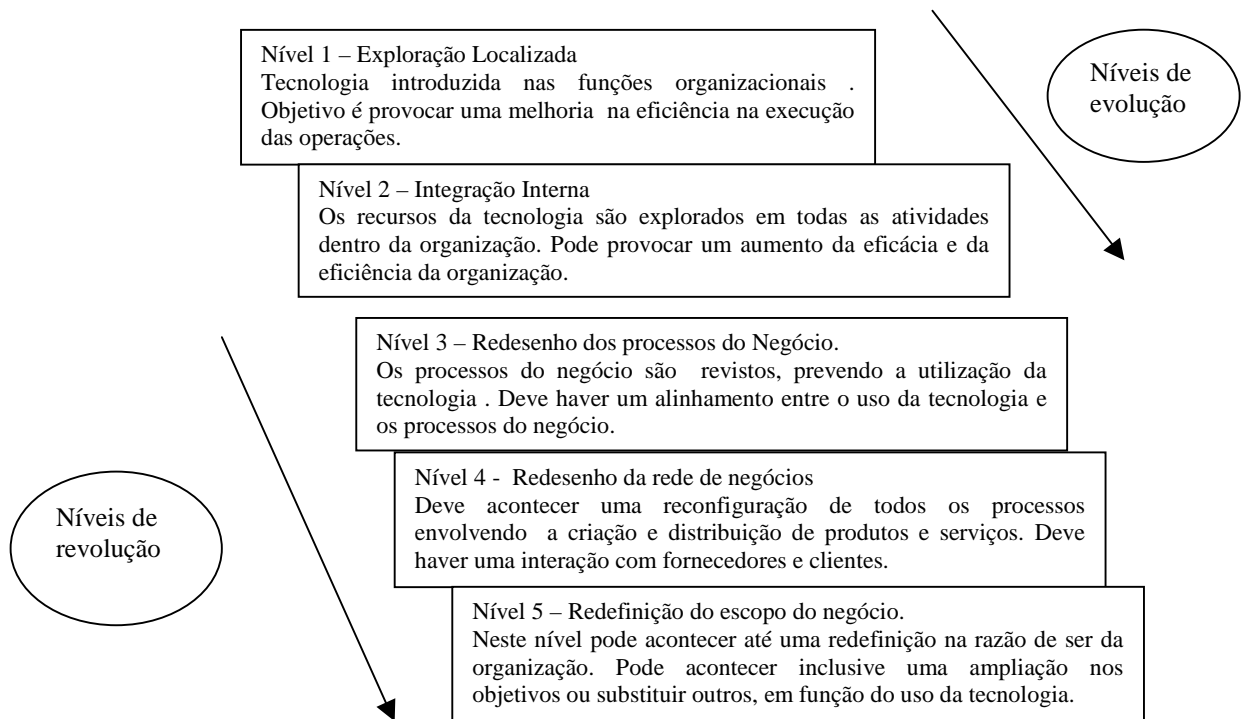 Nível 1 – Exploração Localizada
Tecnologia introduzida nas funções organizacionais .
Objetivo é provocar uma melhoria na eficiência na execução
das operações.
Níveis de
evolução
Nível 2 – Integração Interna
Os recursos da tecnologia são explorados em todas as atividades
dentro da organização. Pode provocar um aumento da eficácia e da
eficiência da organização.
Nível 3 – Redesenho dos processos do Negócio.
Os processos do negócio são revistos, prevendo a utilização da
tecnologia . Deve haver um alinhamento entre o uso da tecnologia e
os processos do negócio.
Níveis de
revolução
Nível 4 - Redesenho da rede de negócios
Deve acontecer uma reconfiguração de todos os processos
envolvendo a criação e distribuição de produtos e serviços. Deve
haver uma interação com fornecedores e clientes.
Nível 5 – Redefinição do escopo do negócio.
Neste nível pode acontecer até uma redefinição na razão de ser da
organização. Pode acontecer inclusive uma ampliação nos
objetivos ou substituir outros, em função do uso da tecnologia.